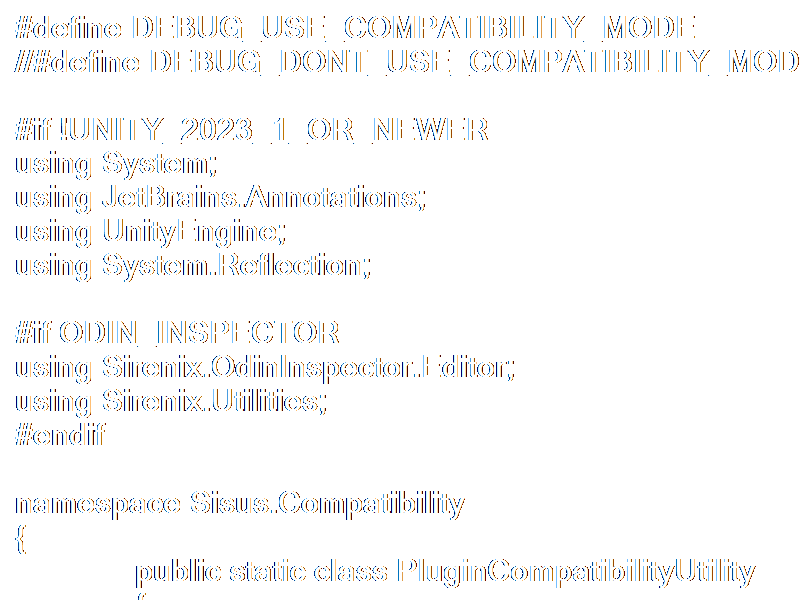 #define DEBUG_USE_COMPATIBILITY_MODE
//#define DEBUG_DONT_USE_COMPATIBILITY_MOD
#if !UNITY_2023_1_OR_NEWER
using System;
using JetBrains.Annotations;
using UnityEngine;
using System.Reflection;
#if ODIN_INSPECTOR
using Sirenix.OdinInspector.Editor;
using Sirenix.Utilities;
#endif
namespace Sisus.Compatibility
{
public static class PluginCompatibilityUtility
{